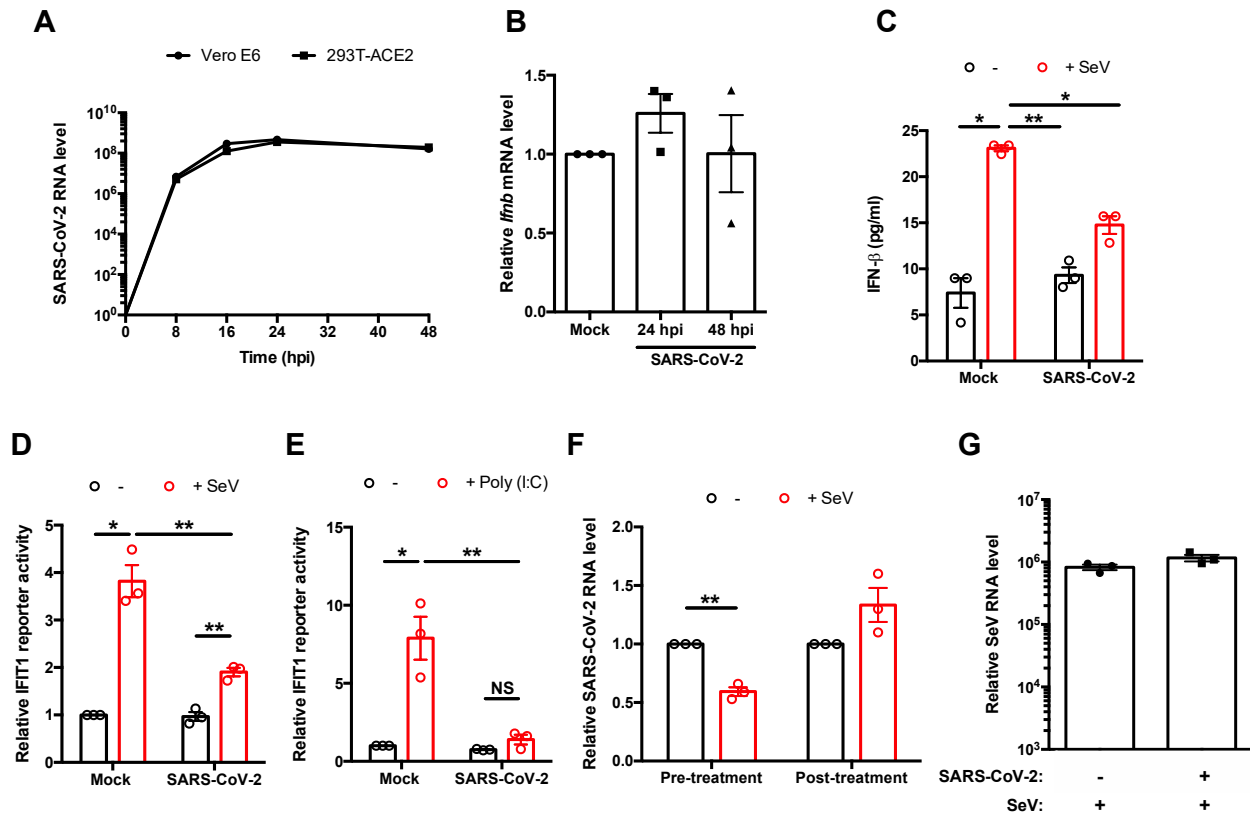 A
Vero E6 293T-ACE2
SARS-CoV-2 RNA level
10^10
10^8
10^6
10^4
10^2
10^0
0 8 16 24 32 40 48
Time (hpi)
B
Relative Ifnb mRNA level
1.5
1.0
0.5
0.0
Mock 24 hpi 48 hpi
SARS-CoV-2
C
- + SeV
*
* **
IFN-β (pg/ml)
25
20
15
10
5
0
Mock SARS-CoV-2
D
- + SeV
* **
**
Relative IFIT1 reporter activity
5
4
3
2
1
0
Mock SARS-CoV-2
E
- + Poly (I:C)
* **
NS
Relative IFIT1 reporter activity
15
10
5
0
Mock SARS-CoV-2
F
- + SeV
**
Relative SARS-CoV-2 RNA level
2.0
1.5
1.0
0.5
0.0
Pre-treatment Post-treatment
G
Relative SeV RNA level
10^7
10^6
10^5
10^4
10^3
SARS-CoV-2: - +
SeV: + +